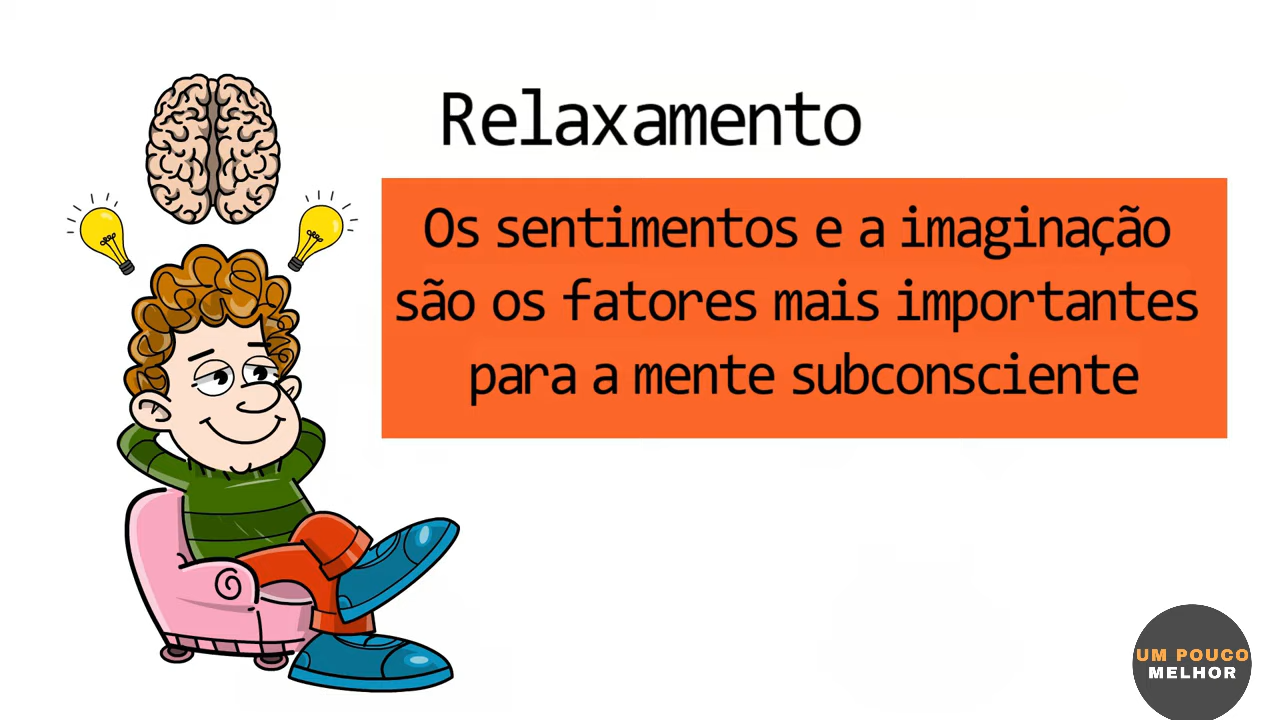 Relaxamento
Os sentimentos e a imaginação
são os fatores mais importantes
para a mente subconsciente
UM POUCO
MELHOR